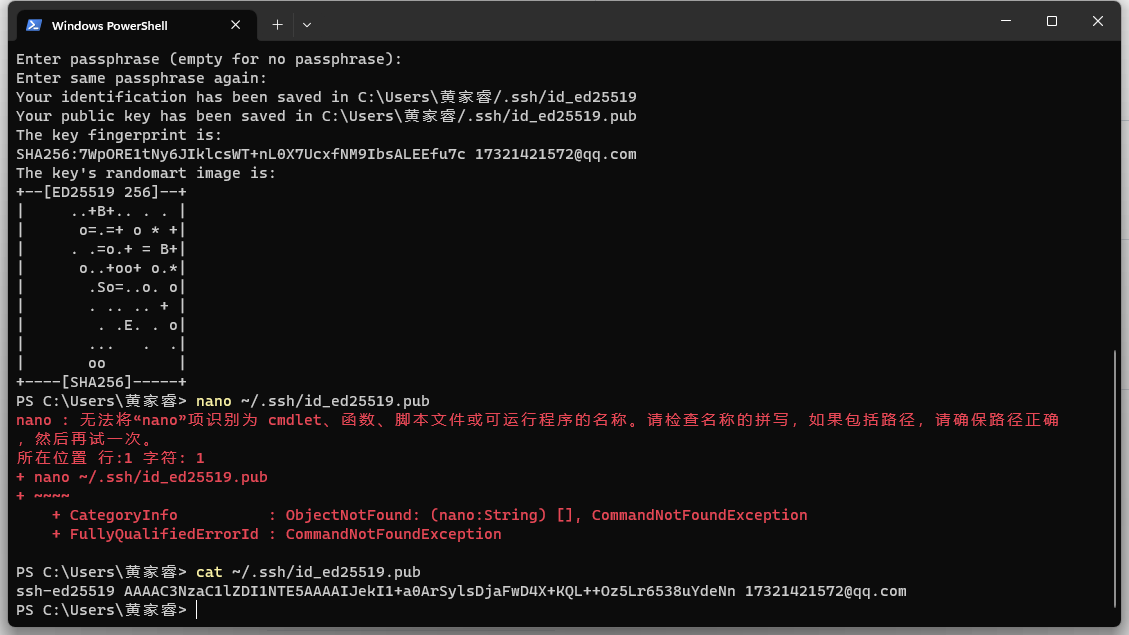 Windows PowerShell
Enter passphrase (empty for no passphrase):
Enter same passphrase again:
Your identification has been saved in C:\Users\黄家睿/.ssh/id_ed25519
Your public key has been saved in C:\Users\黄家睿/.ssh/id_ed25519.pub
The key fingerprint is:
SHA256:7WpORE1tNy6JIklcsWT+nL0X7UcxfNM9IbsALEEfu7c 17321421572@qq.com
The key's randomart image is:
+--[ED25519 256]--+
|      ..+B+.. . . |
|       o=.=+ o * +|
|      . .=o.+ = B+|
|       o..+oo+ o.*|
|        .So=..o. o|
|        . .. .. + |
|         . .E. . o|
|        ...   .  .|
|        oo        |
+----[SHA256]-----+
PS C:\Users\黄家睿> nano ~/.ssh/id_ed25519.pub
nano : 无法将“nano”项识别为 cmdlet、函数、脚本文件或可运行程序的名称。请检查名称的拼写，如果包括路径，请确保路径正确
，然后再试一次。
所在位置 行:1 字符: 1
+ nano ~/.ssh/id_ed25519.pub
+ ~~~~
    + CategoryInfo          : ObjectNotFound: (nano:String) [], CommandNotFoundException
    + FullyQualifiedErrorId : CommandNotFoundException
PS C:\Users\黄家睿> cat ~/.ssh/id_ed25519.pub
ssh-ed25519 AAAAC3NzaC1lZDI1NTE5AAAAIJekI1+a0ArSylsDjaFwD4X+KQL++Oz5Lr6538uYdeNn 17321421572@qq.com
PS C:\Users\黄家睿>